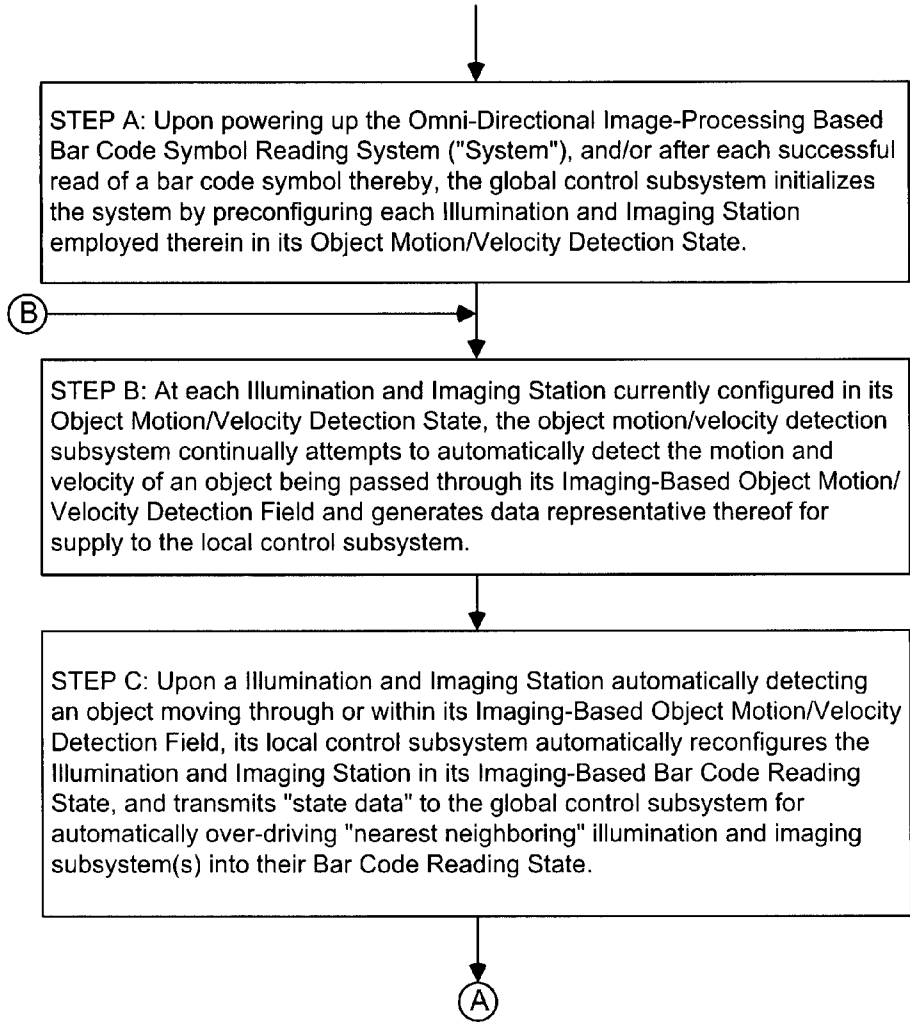 STEP A: Upon powering up the Omni-Directional Image-Processing Based
Bar Code Symbol Reading System ("System"), and/or after each successful
read of a bar code symbol thereby, the global control subsystem initializes
the system by preconfiguring each Illumination and Imaging Station
employed therein in its Object Motion/Velocity Detection State.
B
STEP B: At each Illumination and Imaging Station currently configured in its
Object Motion/Velocity Detection State, the object motion/velocity detection
subsystem continually attempts to automatically detect the motion and
velocity of an object being passed through its Imaging-Based Object Motion/
Velocity Detection Field and generates data representative thereof for
supply to the local control subsystem.
STEP C: Upon a Illumination and Imaging Station automatically detecting
an object moving through or within its Imaging-Based Object Motion/Velocity
Detection Field, its local control subsystem automatically reconfigures the
Illumination and Imaging Station in its Imaging-Based Bar Code Reading
State, and transmits "state data" to the global control subsystem for
automatically over-driving "nearest neighboring" illumination and imaging
subsystem(s) into their Bar Code Reading State.
A